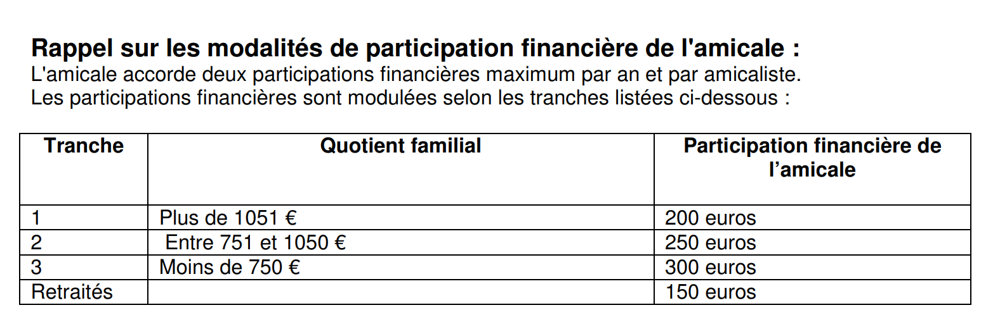 Rappel sur les modalités de participation financière de l'amicale :
L'amicale accorde deux participations financières maximum par an et par amicaliste.
Les participations financières sont modulées selon les tranches listées ci-dessous :
Tranche Quotient familial Participation financière de
l’amicale
1 Plus de 1051 € 200 euros
2 Entre 751 et 1050 € 250 euros
3 Moins de 750 € 300 euros
Retraités 150 euros